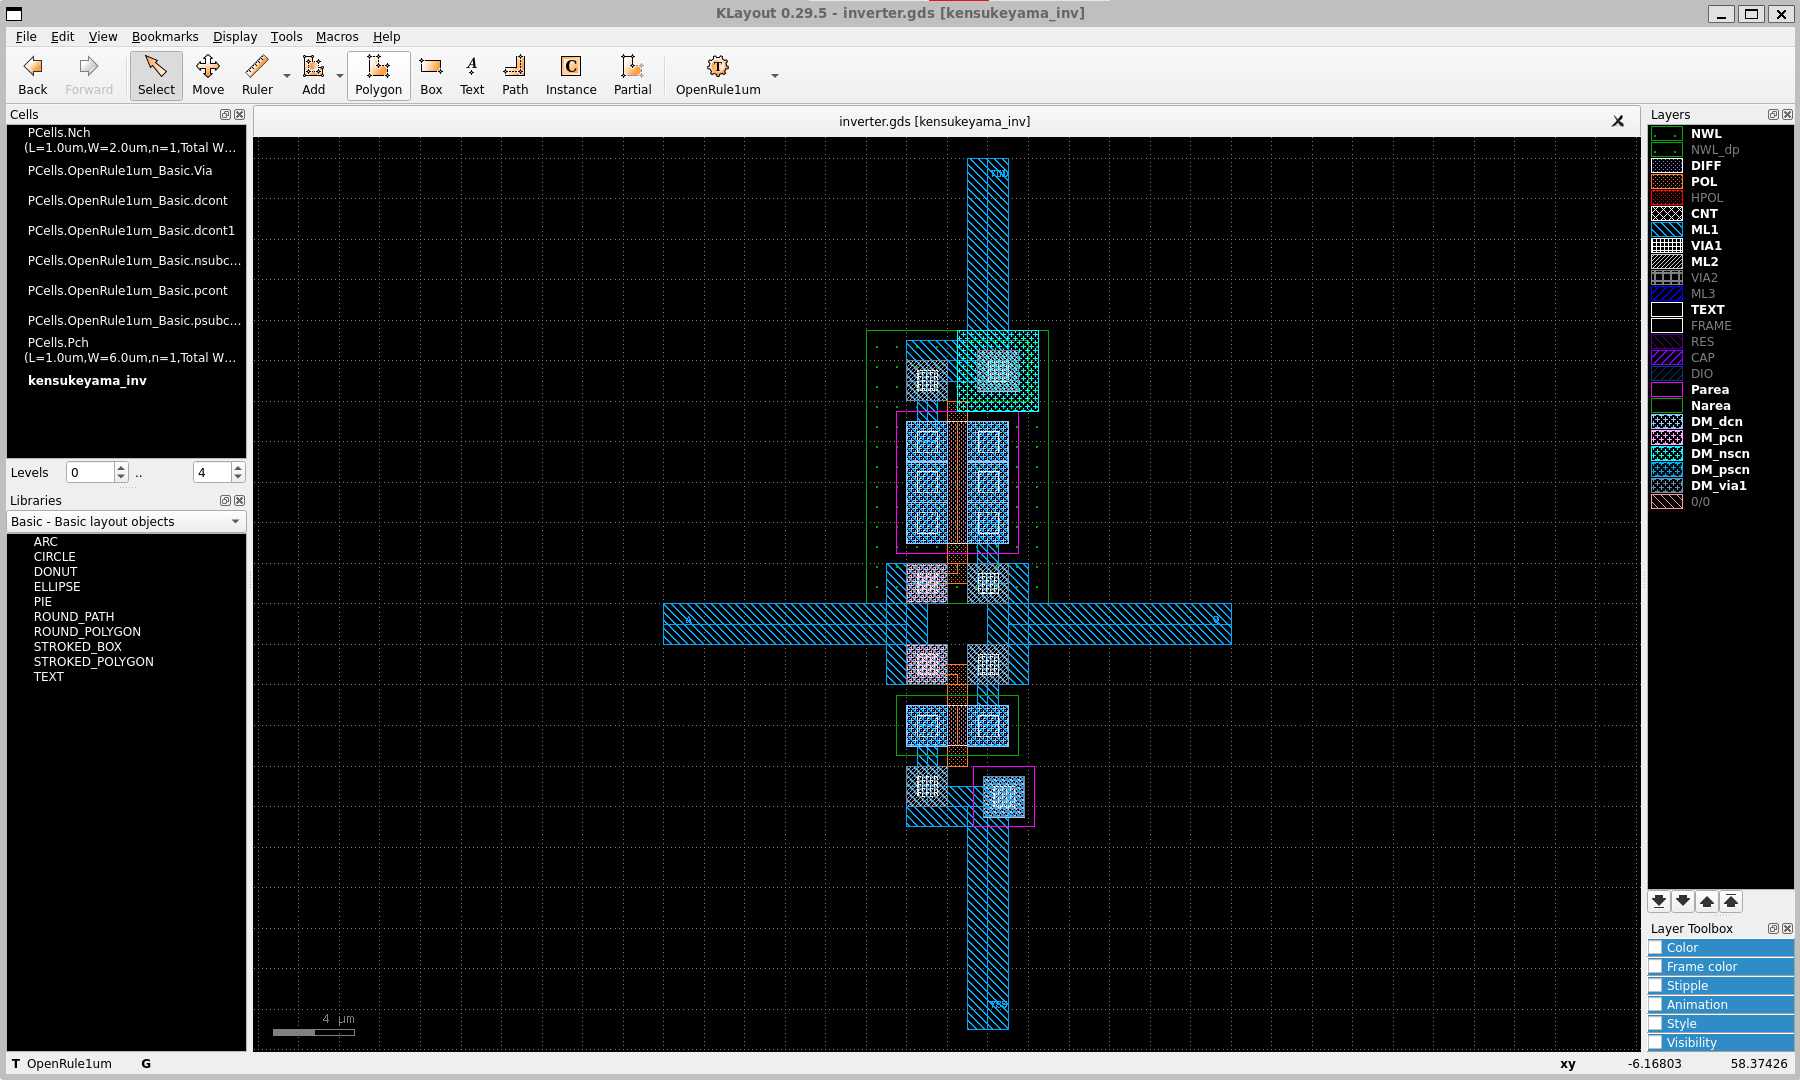 KLayout 0.29.5 - inverter.gds [kensukeyama_inv]
File Edit View Bookmarks Display Tools Macros Help
Back Forward Select Move Ruler Add Polygon Box Text Path Instance Partial OpenRule1um
Cells
PCells.Nch
(L=1.0um,W=2.0um,n=1,Total W...
PCells.OpenRule1um_Basic.Via
PCells.OpenRule1um_Basic.dcont
PCells.OpenRule1um_Basic.dcont1
PCells.OpenRule1um_Basic.nsubc...
PCells.OpenRule1um_Basic.pcont
PCells.OpenRule1um_Basic.psubc...
PCells.Pch
(L=1.0um,W=6.0um,n=1,Total W...
kensukeyama_inv
Levels 0 .. 4
Libraries
Basic - Basic layout objects
ARC
CIRCLE
DONUT
ELLIPSE
PIE
ROUND_PATH
ROUND_POLYGON
STROKED_BOX
STROKED_POLYGON
TEXT
inverter.gds [kensukeyama_inv]
A
4 μm
Layers
NWL
NWL_dp
DIFF
POL
HPOL
CNT
ML1
VIA1
ML2
VIA2
ML3
TEXT
FRAME
RES
CAP
DIO
Parea
Narea
DM_dcn
DM_pcn
DM_nscn
DM_pscn
DM_via1
0/0
Layer Toolbox
Color
Frame color
Stipple
Animation
Style
Visibility
T OpenRule1um G
xy -6.16803 58.37426